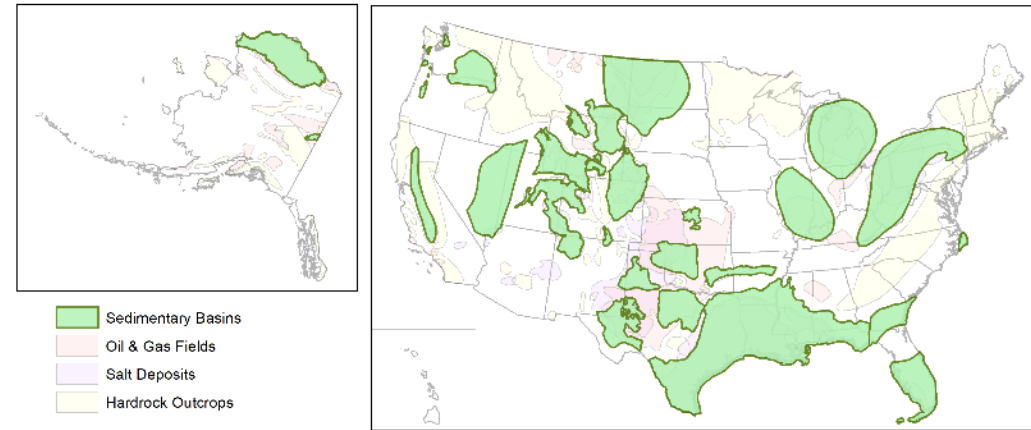 Sedimentary Basins
Oil & Gas Fields
Salt Deposits
Hardrock Outcrops